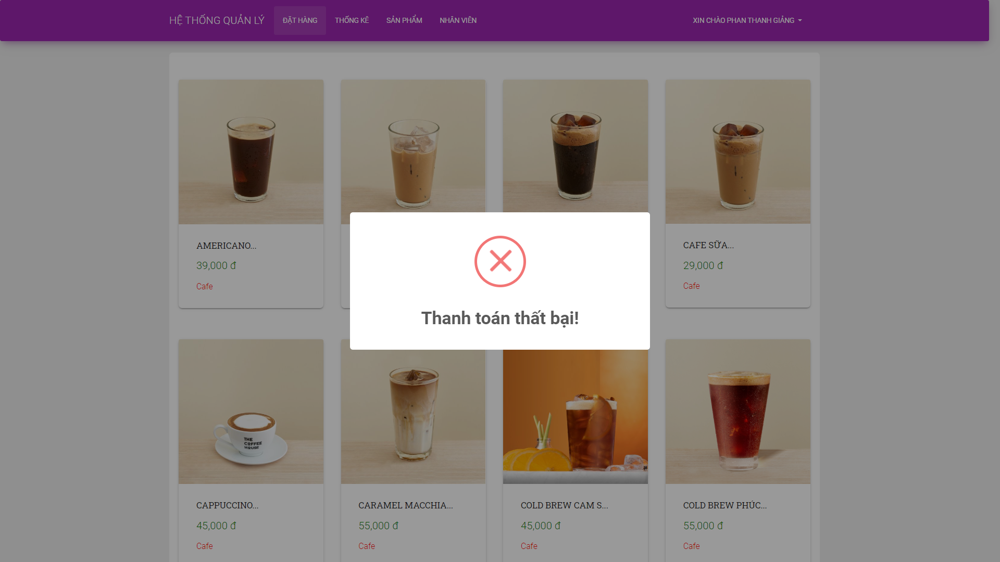 HỆ THỐNG QUẢN LÝ
ĐẶT HÀNG
THỐNG KÊ
SẢN PHẨM
NHÂN VIÊN
XIN CHÀO PHAN THANH GIẢNG
AMERICANO...
39,000 đ
Cafe
CAFE SỮA...
29,000 đ
Cafe
Thanh toán thất bại!
THE
COFFEE
HOUSE
CAPPUCCINO...
45,000 đ
Cafe
CARAMEL MACCHIA...
55,000 đ
Cafe
COLD BREW CAM S...
45,000 đ
Cafe
COLD BREW PHÚC...
55,000 đ
Cafe